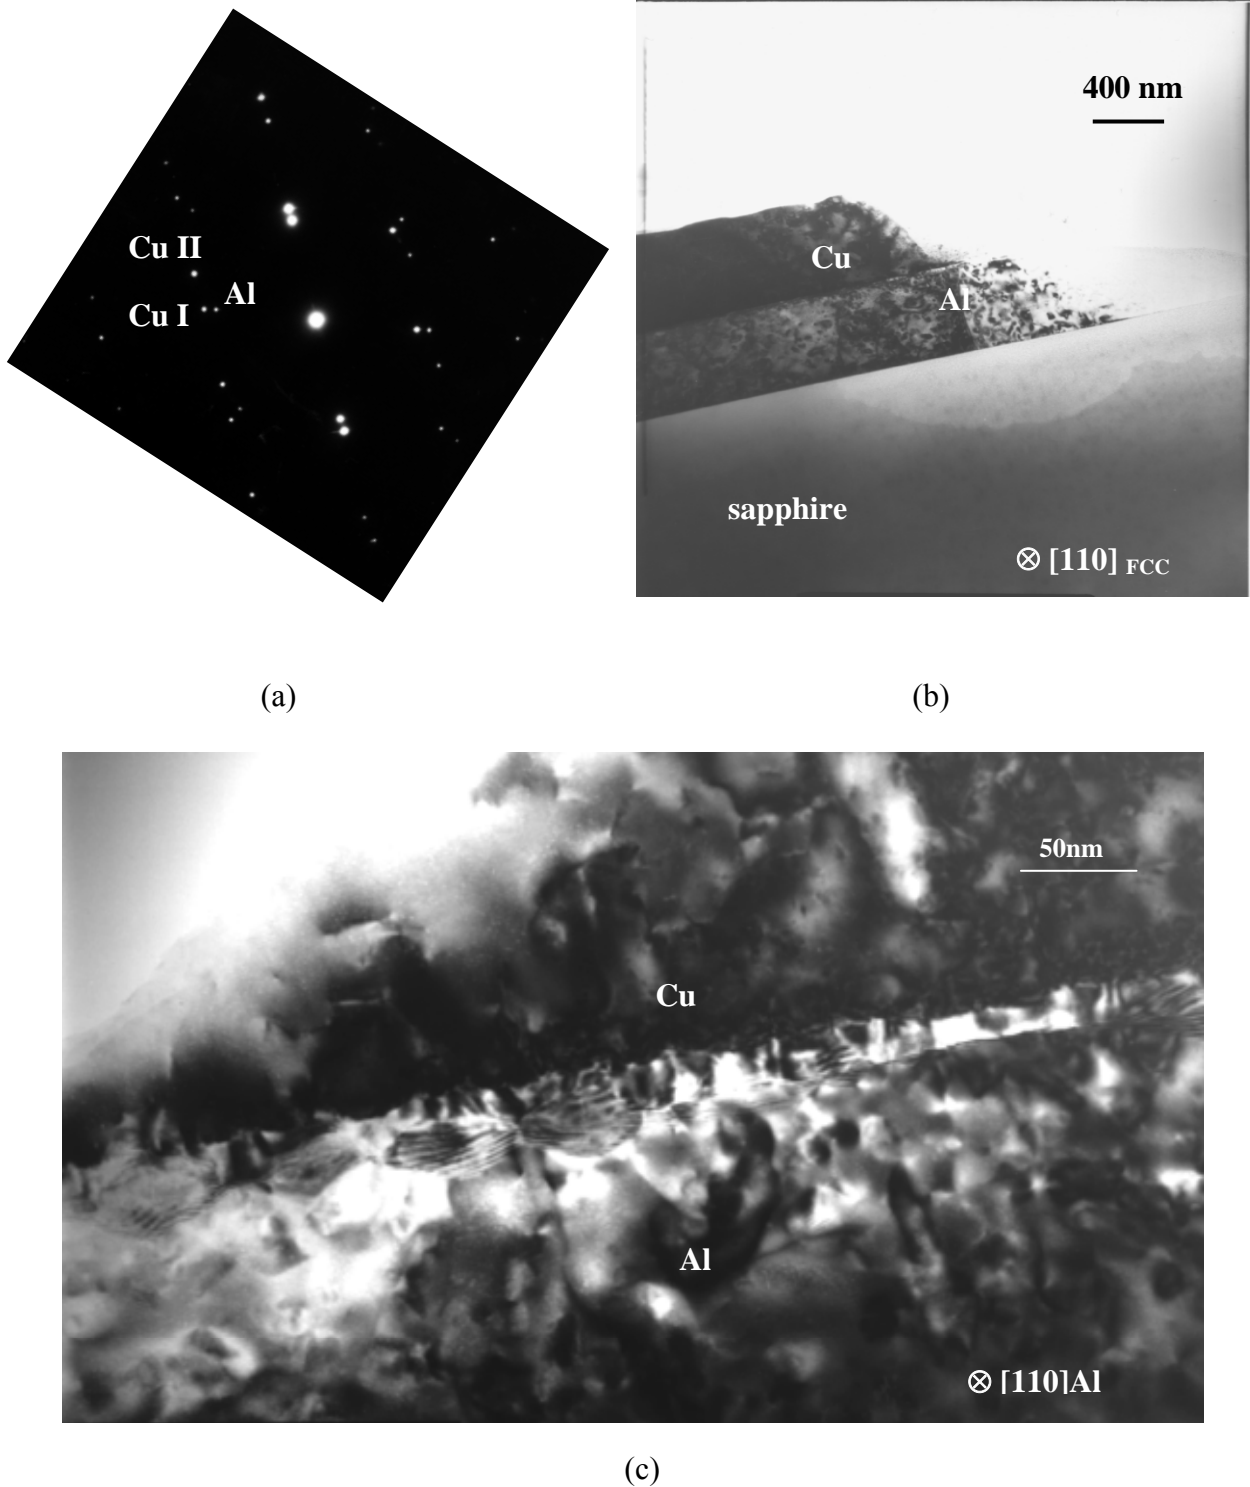 400 nm
Cu II
Al
Cu I
Cu
Al
sapphire
⊗ [110] FCC
(a)
(b)
50nm
Cu
Al
⊗ [110]Al
(c)